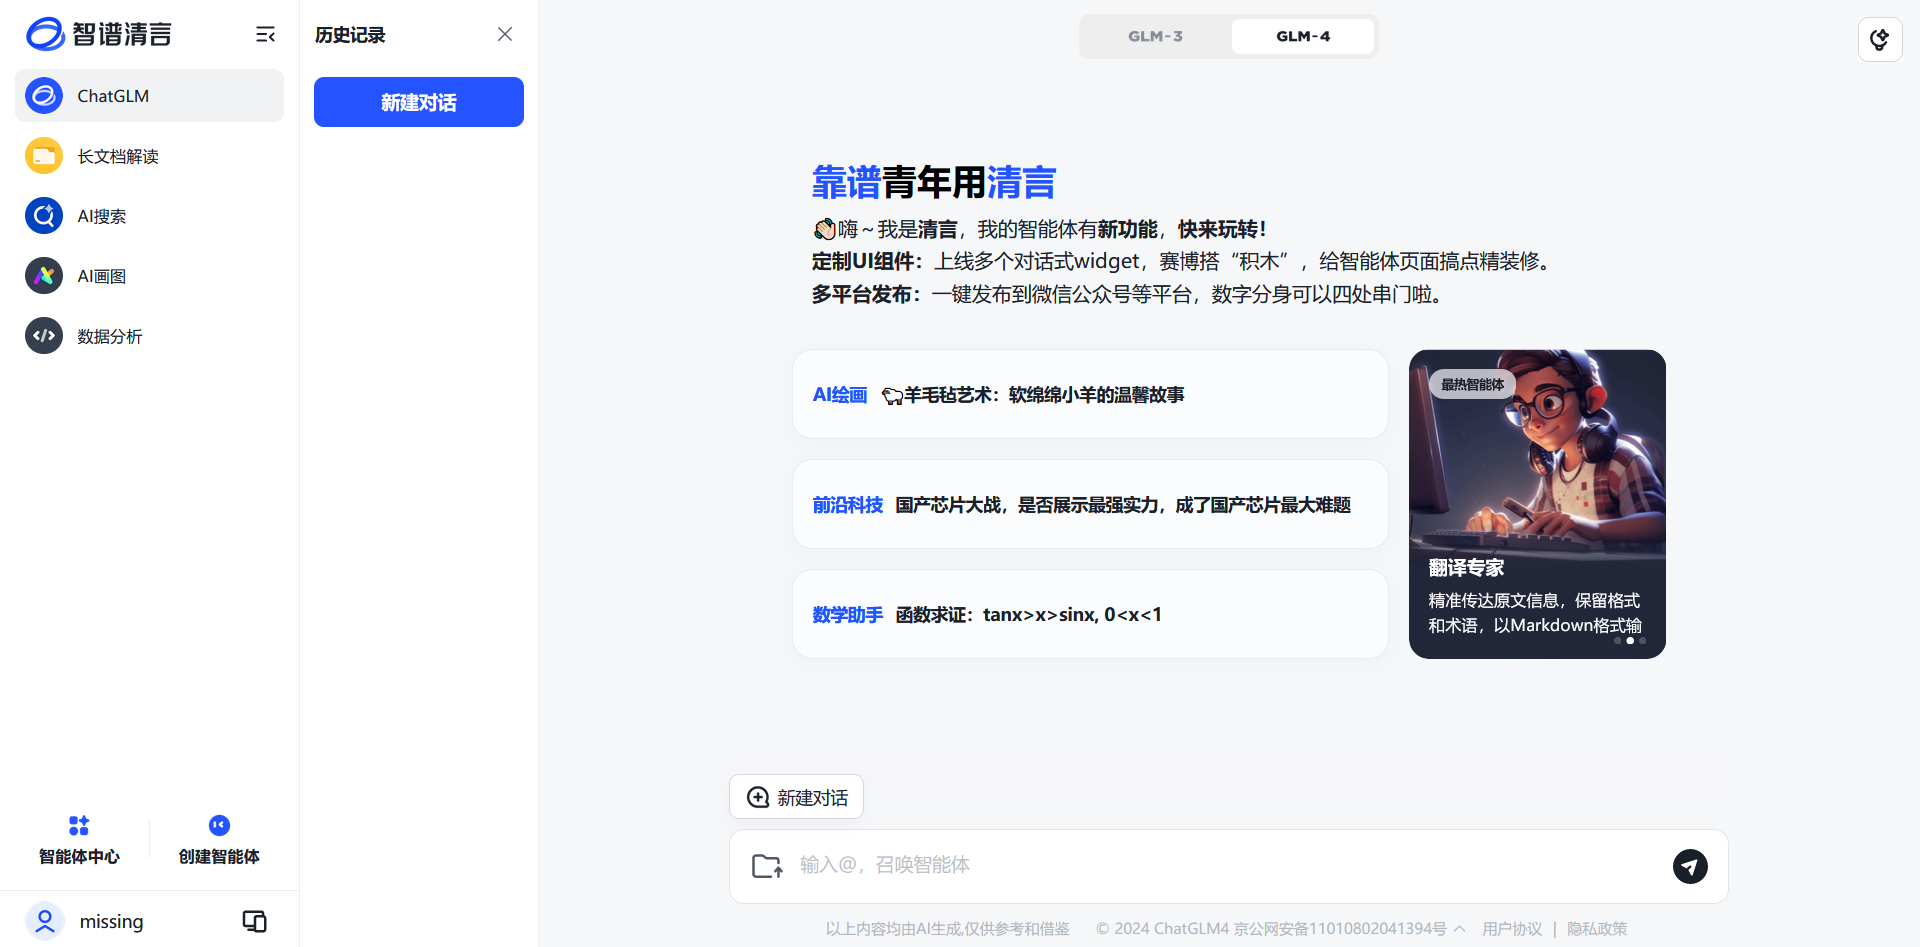 智谱清言
ChatGLM
长文档解读
AI搜索
AI画图
数据分析
智能体中心
创建智能体
missing
历史记录
新建对话
GLM-3
GLM-4
靠谱青年用清言
👋🏻嗨～我是清言，我的智能体有新功能，快来玩转！
定制UI组件：上线多个对话式widget，赛博搭“积木”，给智能体页面搞点精装修。
多平台发布：一键发布到微信公众号等平台，数字分身可以四处串门啦。
AI绘画 🐑羊毛毡艺术：软绵绵小羊的温馨故事
前沿科技 国产芯片大战，是否展示最强实力，成了国产芯片最大难题
数学助手 函数求证：tanx>x>sinx, 0<x<1
最热智能体
翻译专家
精准传达原文信息，保留格式
和术语，以Markdown格式输
新建对话
输入@，召唤智能体
以上内容均由AI生成,仅供参考和借鉴 © 2024 ChatGLM4 京公网安备11010802041394号 用户协议 | 隐私政策